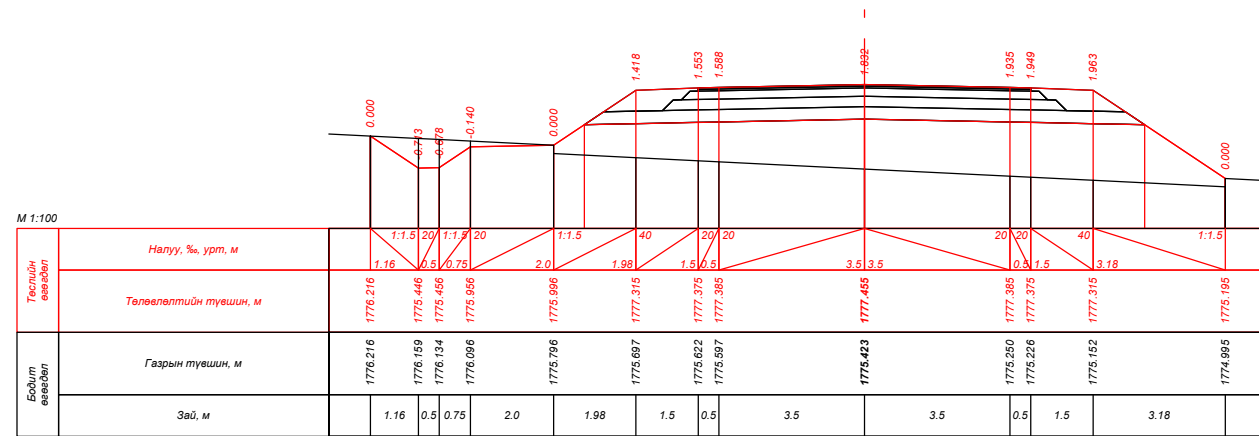 0.000 -0.713 -0.678 -0.140 0.000 1.418 1.553 1.588 1.832 1.935 1.949 1.963 0.000
М 1:100
Төслийн өгөгдөл
Налуу, ‰, урт, м
1:1.5 20 1:1.5 20 1:1.5 40 20 20 20 20 40 1:1.5
1.16 0.5 0.75 2.0 1.98 1.5 0.5 3.5 3.5 0.5 1.5 3.18
Төлөвлөлтийн түвшин, м
1776.216 1775.446 1775.456 1775.956 1775.996 1777.315 1777.375 1777.385 1777.455 1777.385 1777.375 1777.315 1775.195
Бодит өгөгдөл
Газрын түвшин, м
1776.216 1776.159 1776.134 1776.096 1775.796 1775.697 1775.622 1775.597 1775.423 1775.250 1775.226 1775.152 1774.995
Зай, м
1.16 0.5 0.75 2.0 1.98 1.5 0.5 3.5 3.5 0.5 1.5 3.18